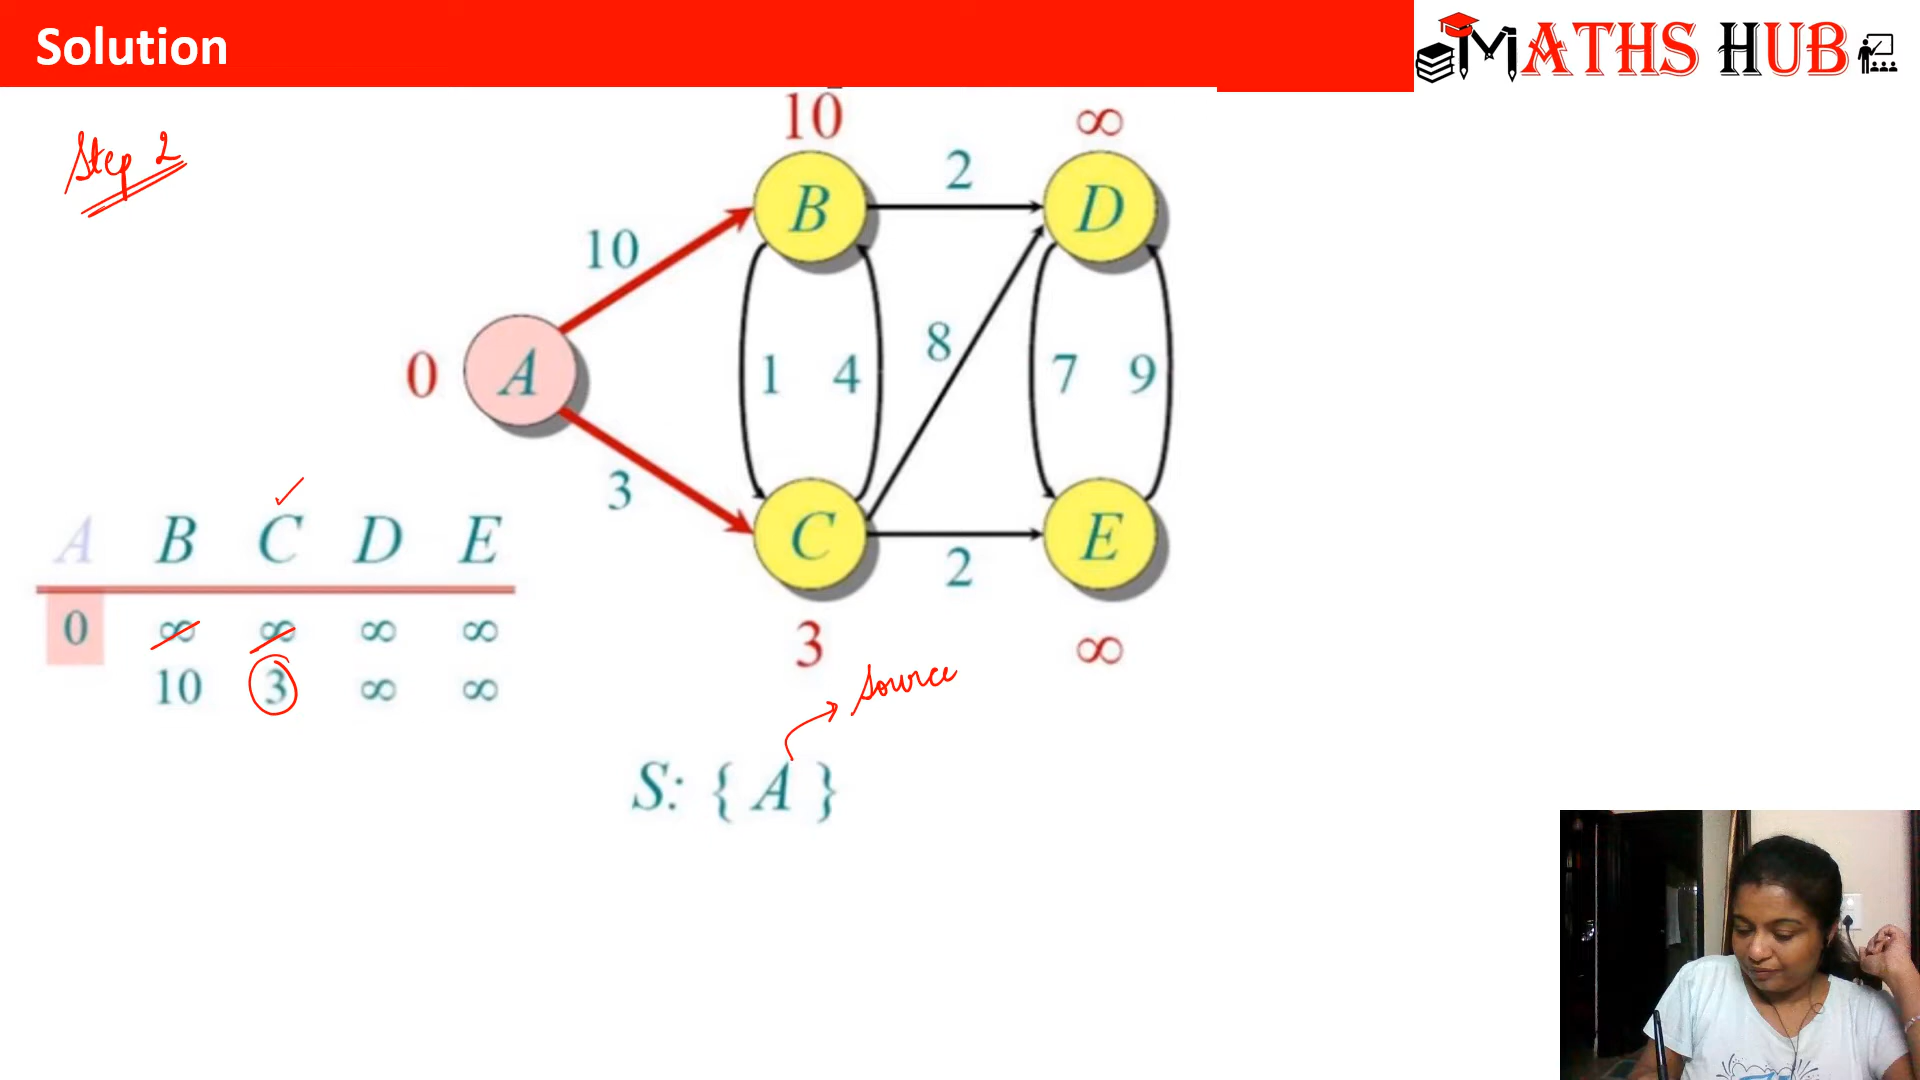 Solution
MATHS HUB
Step 2
10
∞
B
2
D
10
0
A
1
4
8
7
9
3
C
2
E
3
∞
Source
A B C D E
0 ∞ ∞ ∞ ∞
10 3 ∞ ∞
S: { A }